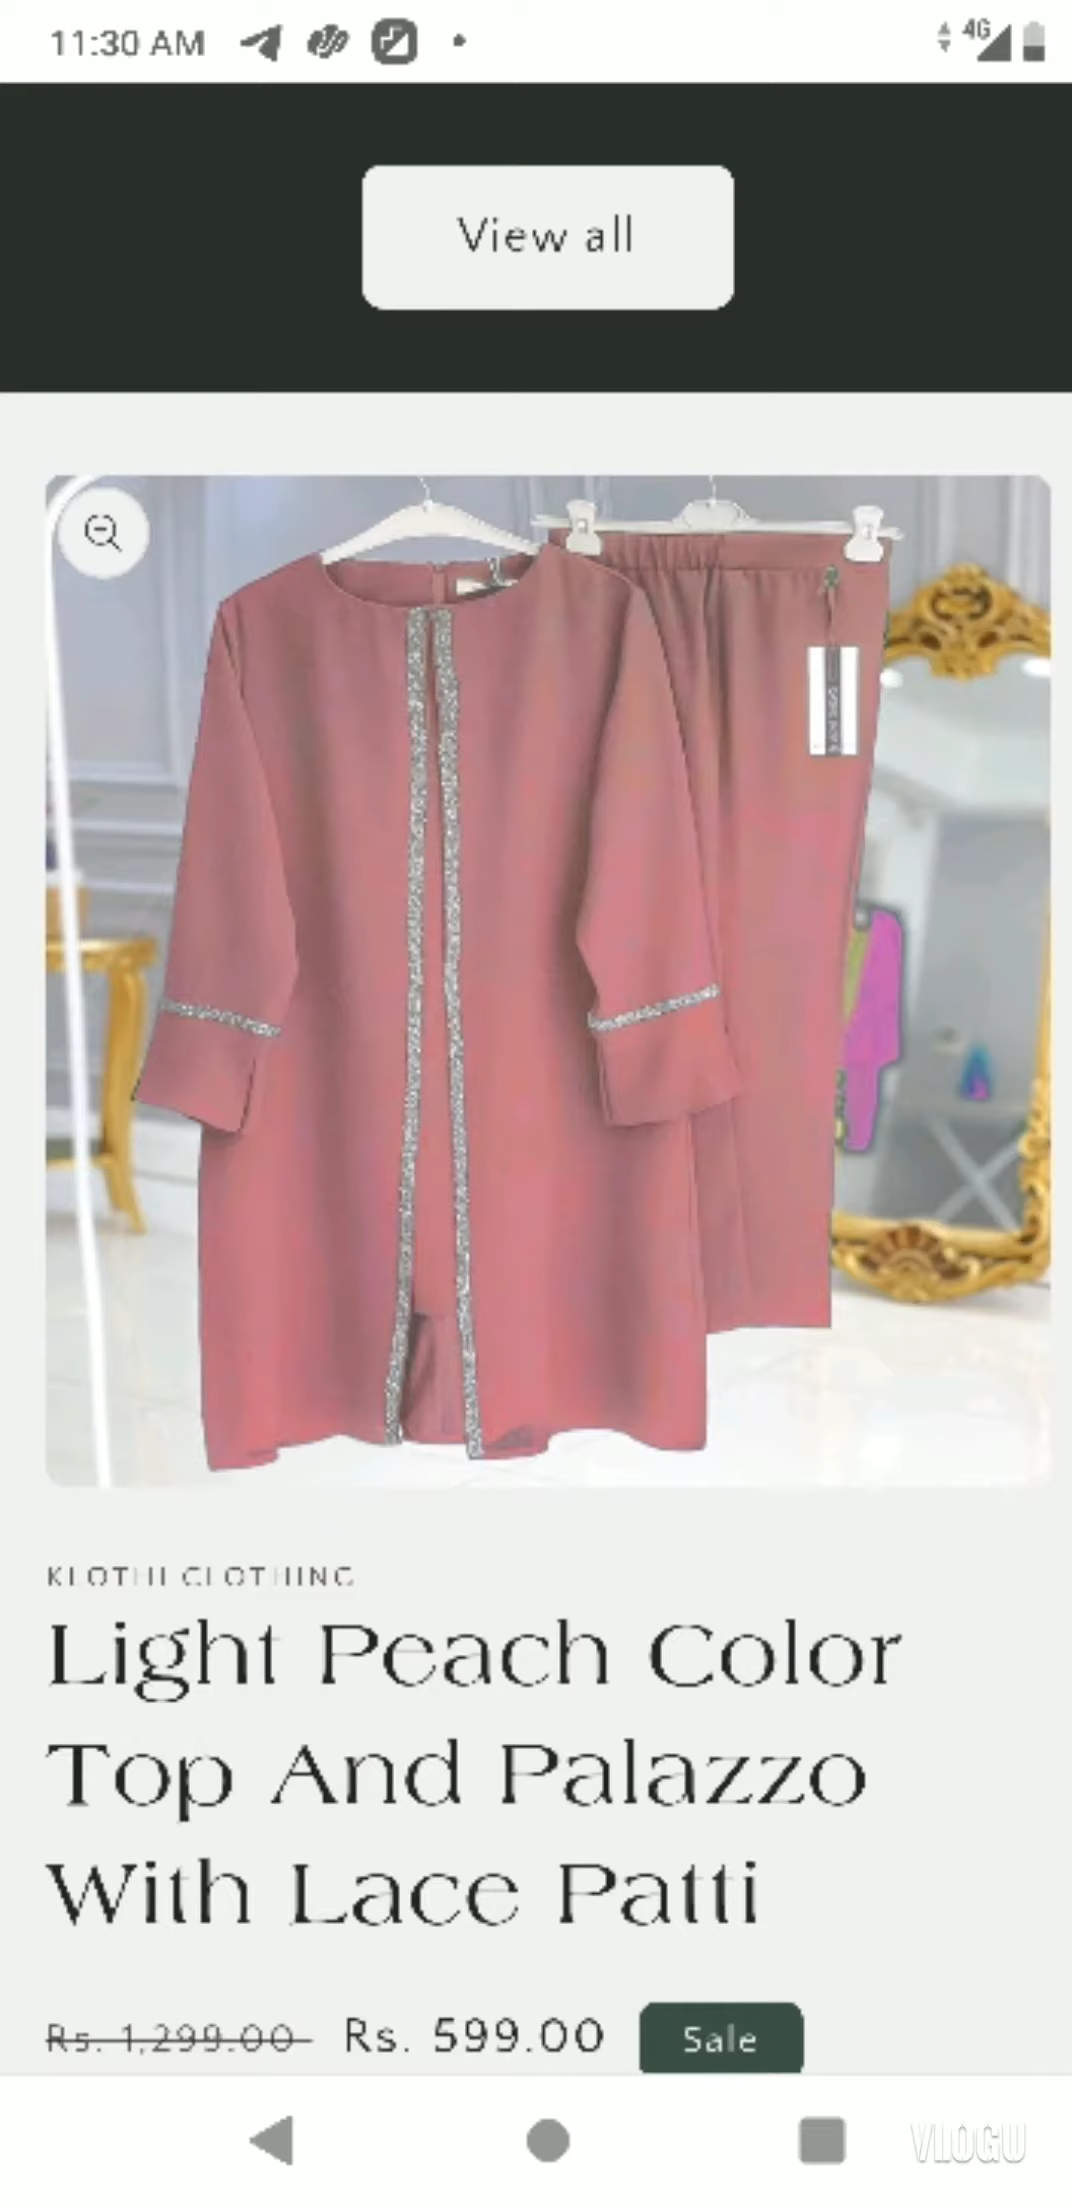 11:30 AM
4G
View all
KLOTHI CLOTHING
Light Peach Color
Top And Palazzo
With Lace Patti
Rs. 1,299.00 Rs. 599.00 Sale
VLOGU